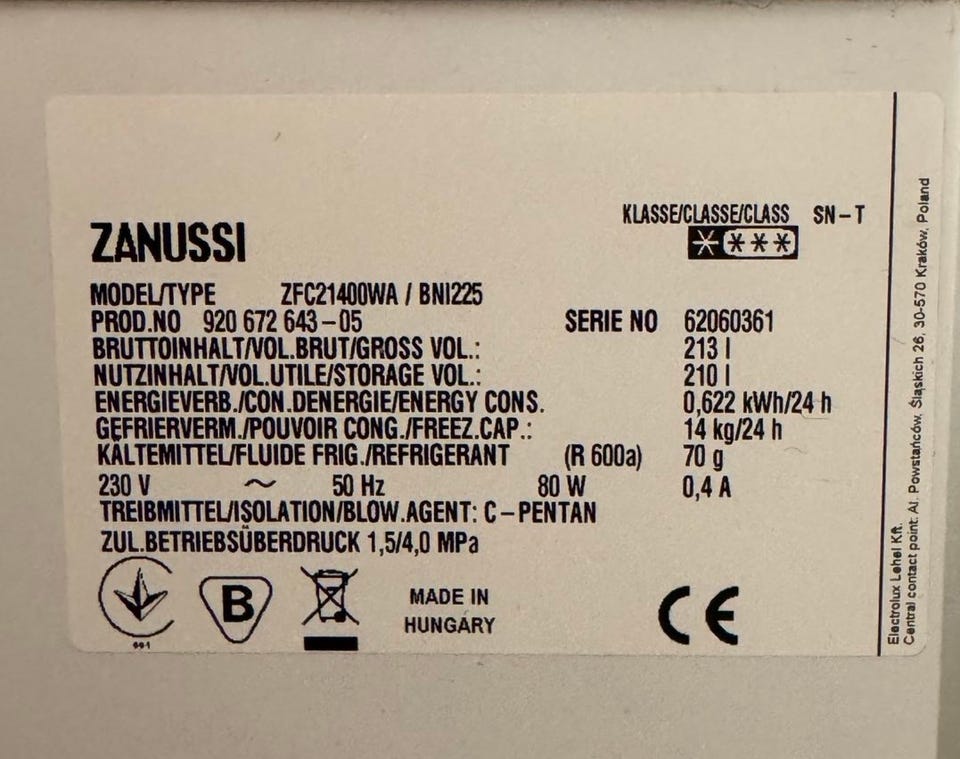 KLASSE/CLASSE/CLASS SN-T
* ***
ZANUSSI
MODEL/TYPE ZFC21400WA / BNI225
PROD.NO 920 672 643-05 SERIE NO 62060361
BRUTTOINHALT/VOL.BRUT/GROSS VOL.: 213 l
NUTZINHALT/VOL.UTILE/STORAGE VOL.: 210 l
ENERGIEVERB./CON.DENERGIE/ENERGY CONS. 0,622 kWh/24 h
GEFRIERVERM./POUVOIR CONG./FREEZ.CAP.: 14 kg/24 h
KÄLTEMITTEL/FLUIDE FRIG./REFRIGERANT (R 600a) 70 g
230 V ~ 50 Hz 80 W 0,4 A
TREIBMITTEL/ISOLATION/BLOW.AGENT: C-PENTAN
ZUL.BETRIEBSÜBERDRUCK 1,5/4,0 MPa
B
MADE IN
HUNGARY
CE
Electrolux Lehel Kft.
Central contact point: Al. Powstańców, Śląskich 26, 30-570 Kraków, Poland